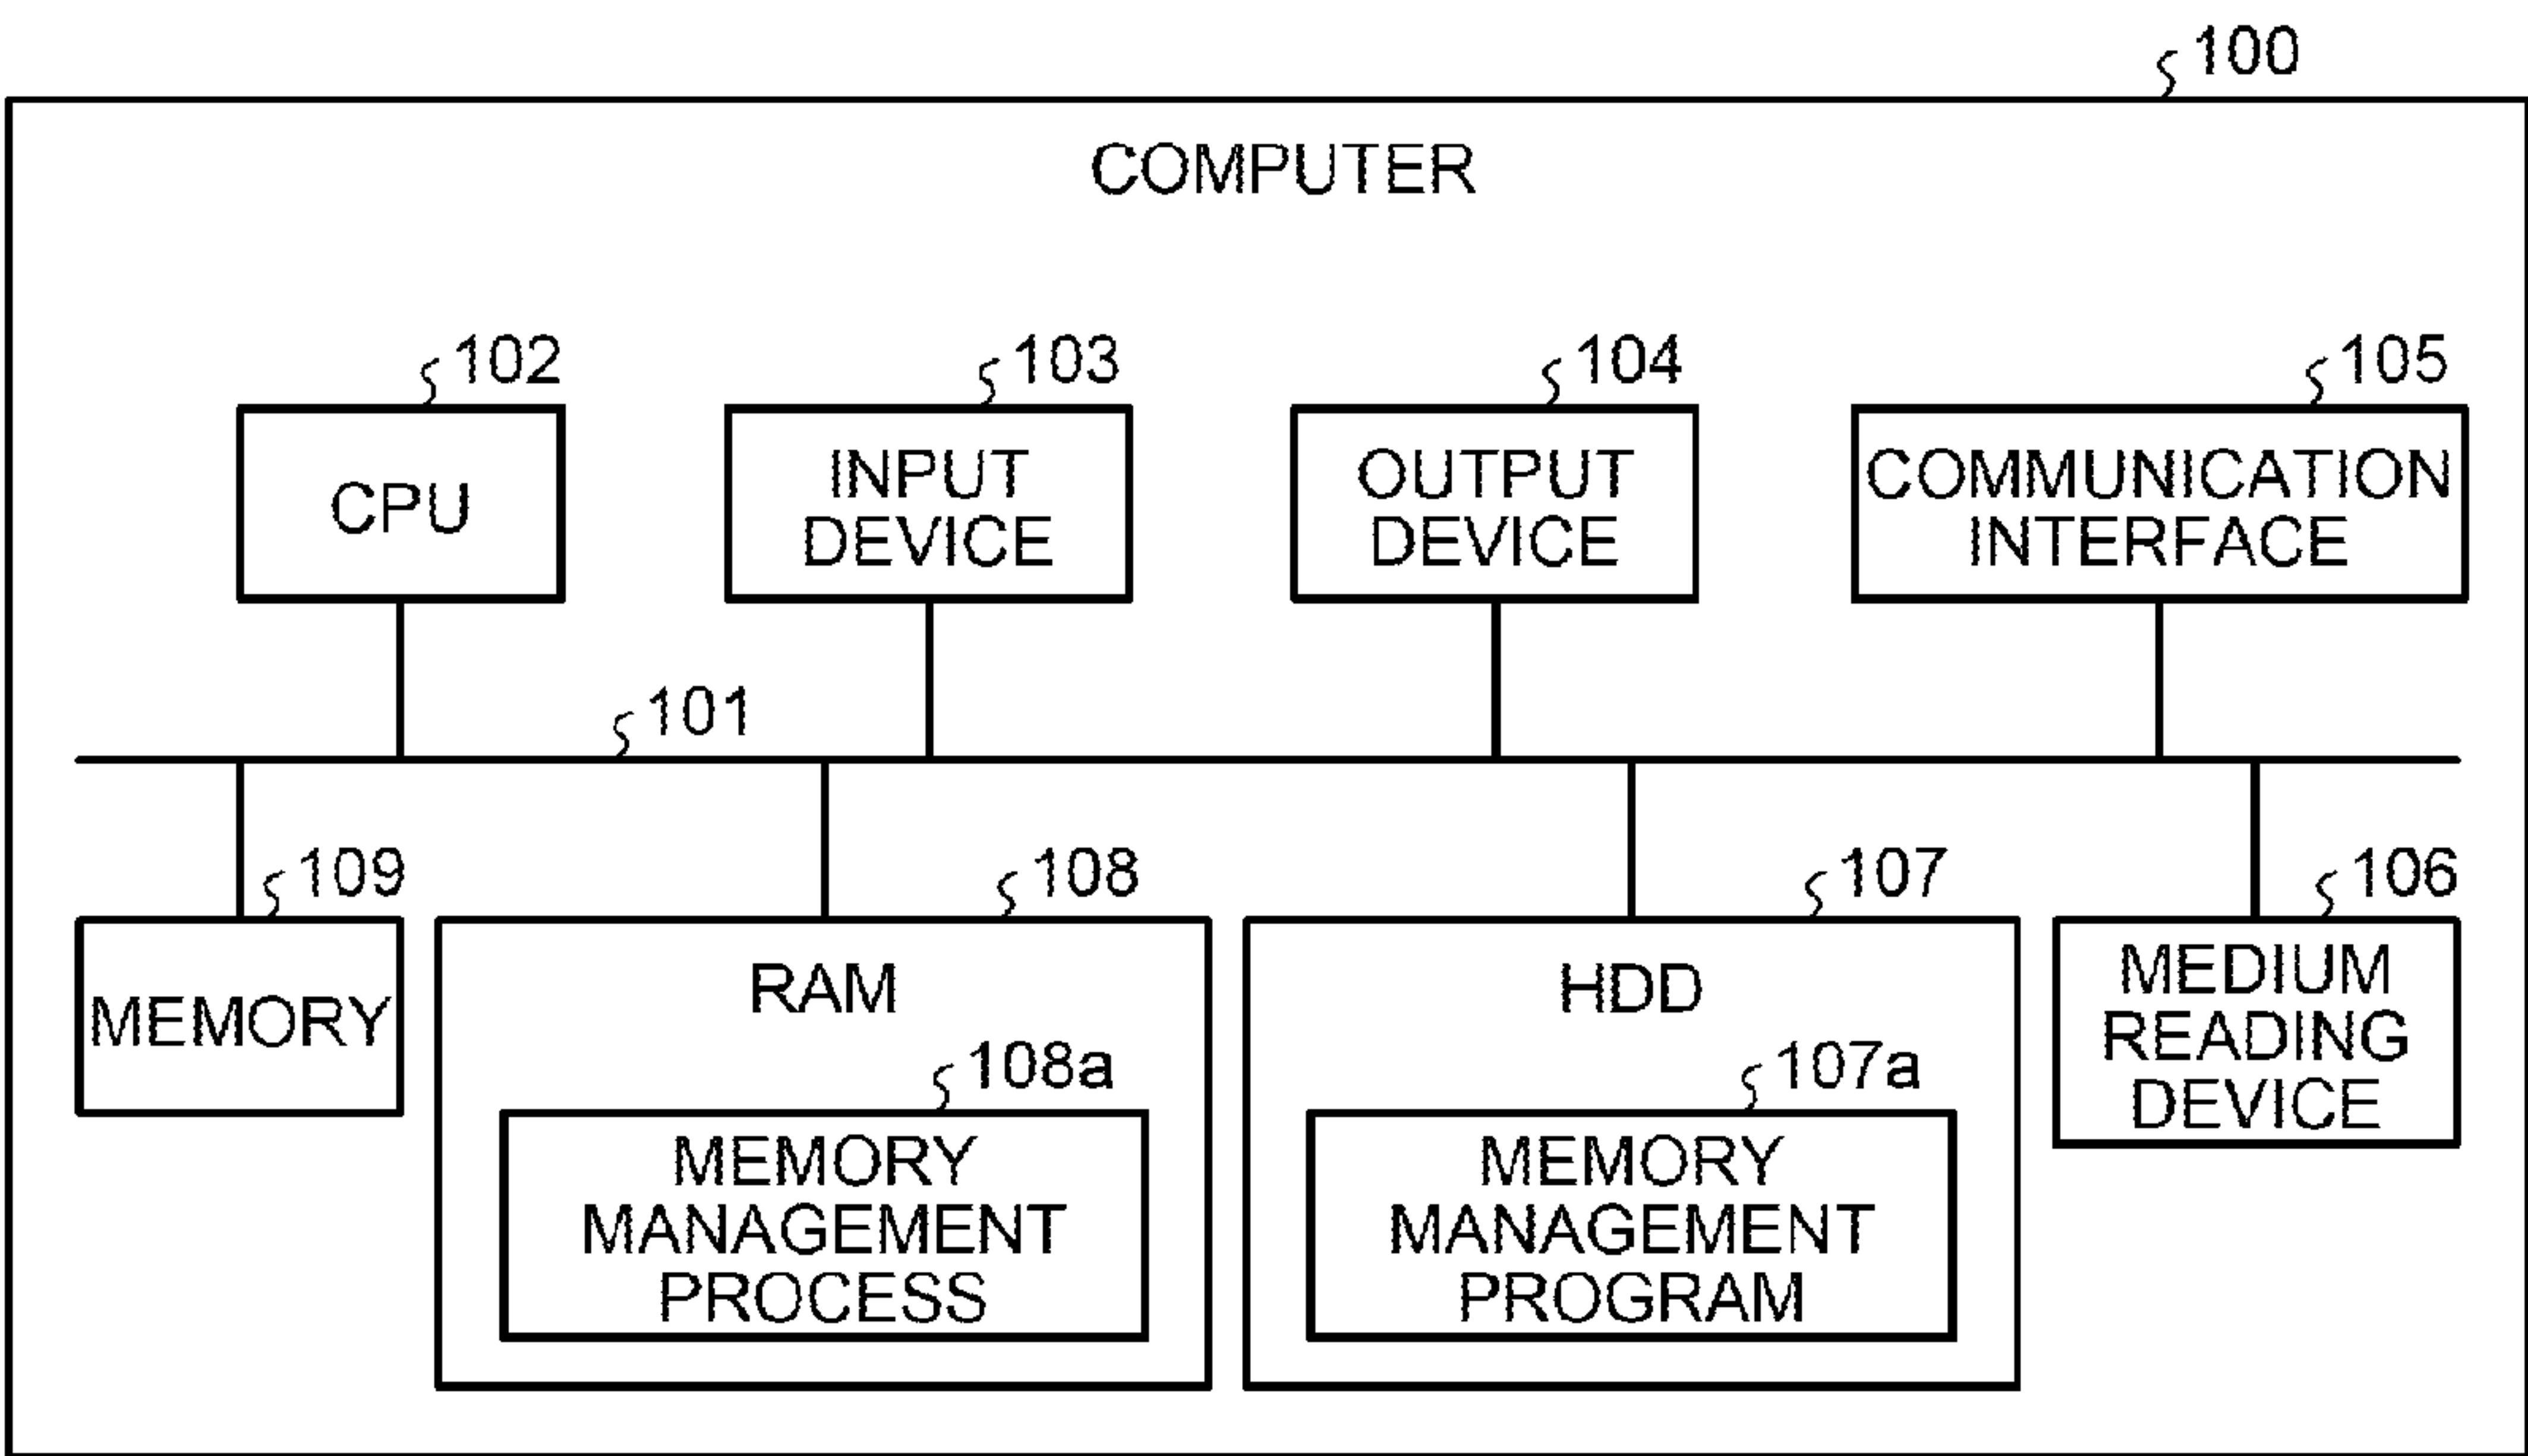 100
COMPUTER
102
103
104
105
CPU
INPUT
DEVICE
OUTPUT
DEVICE
COMMUNICATION
INTERFACE
101
109
108
107
106
MEMORY
RAM
HDD
MEDIUM
READING
DEVICE
108a
107a
MEMORY
MANAGEMENT
PROCESS
MEMORY
MANAGEMENT
PROGRAM